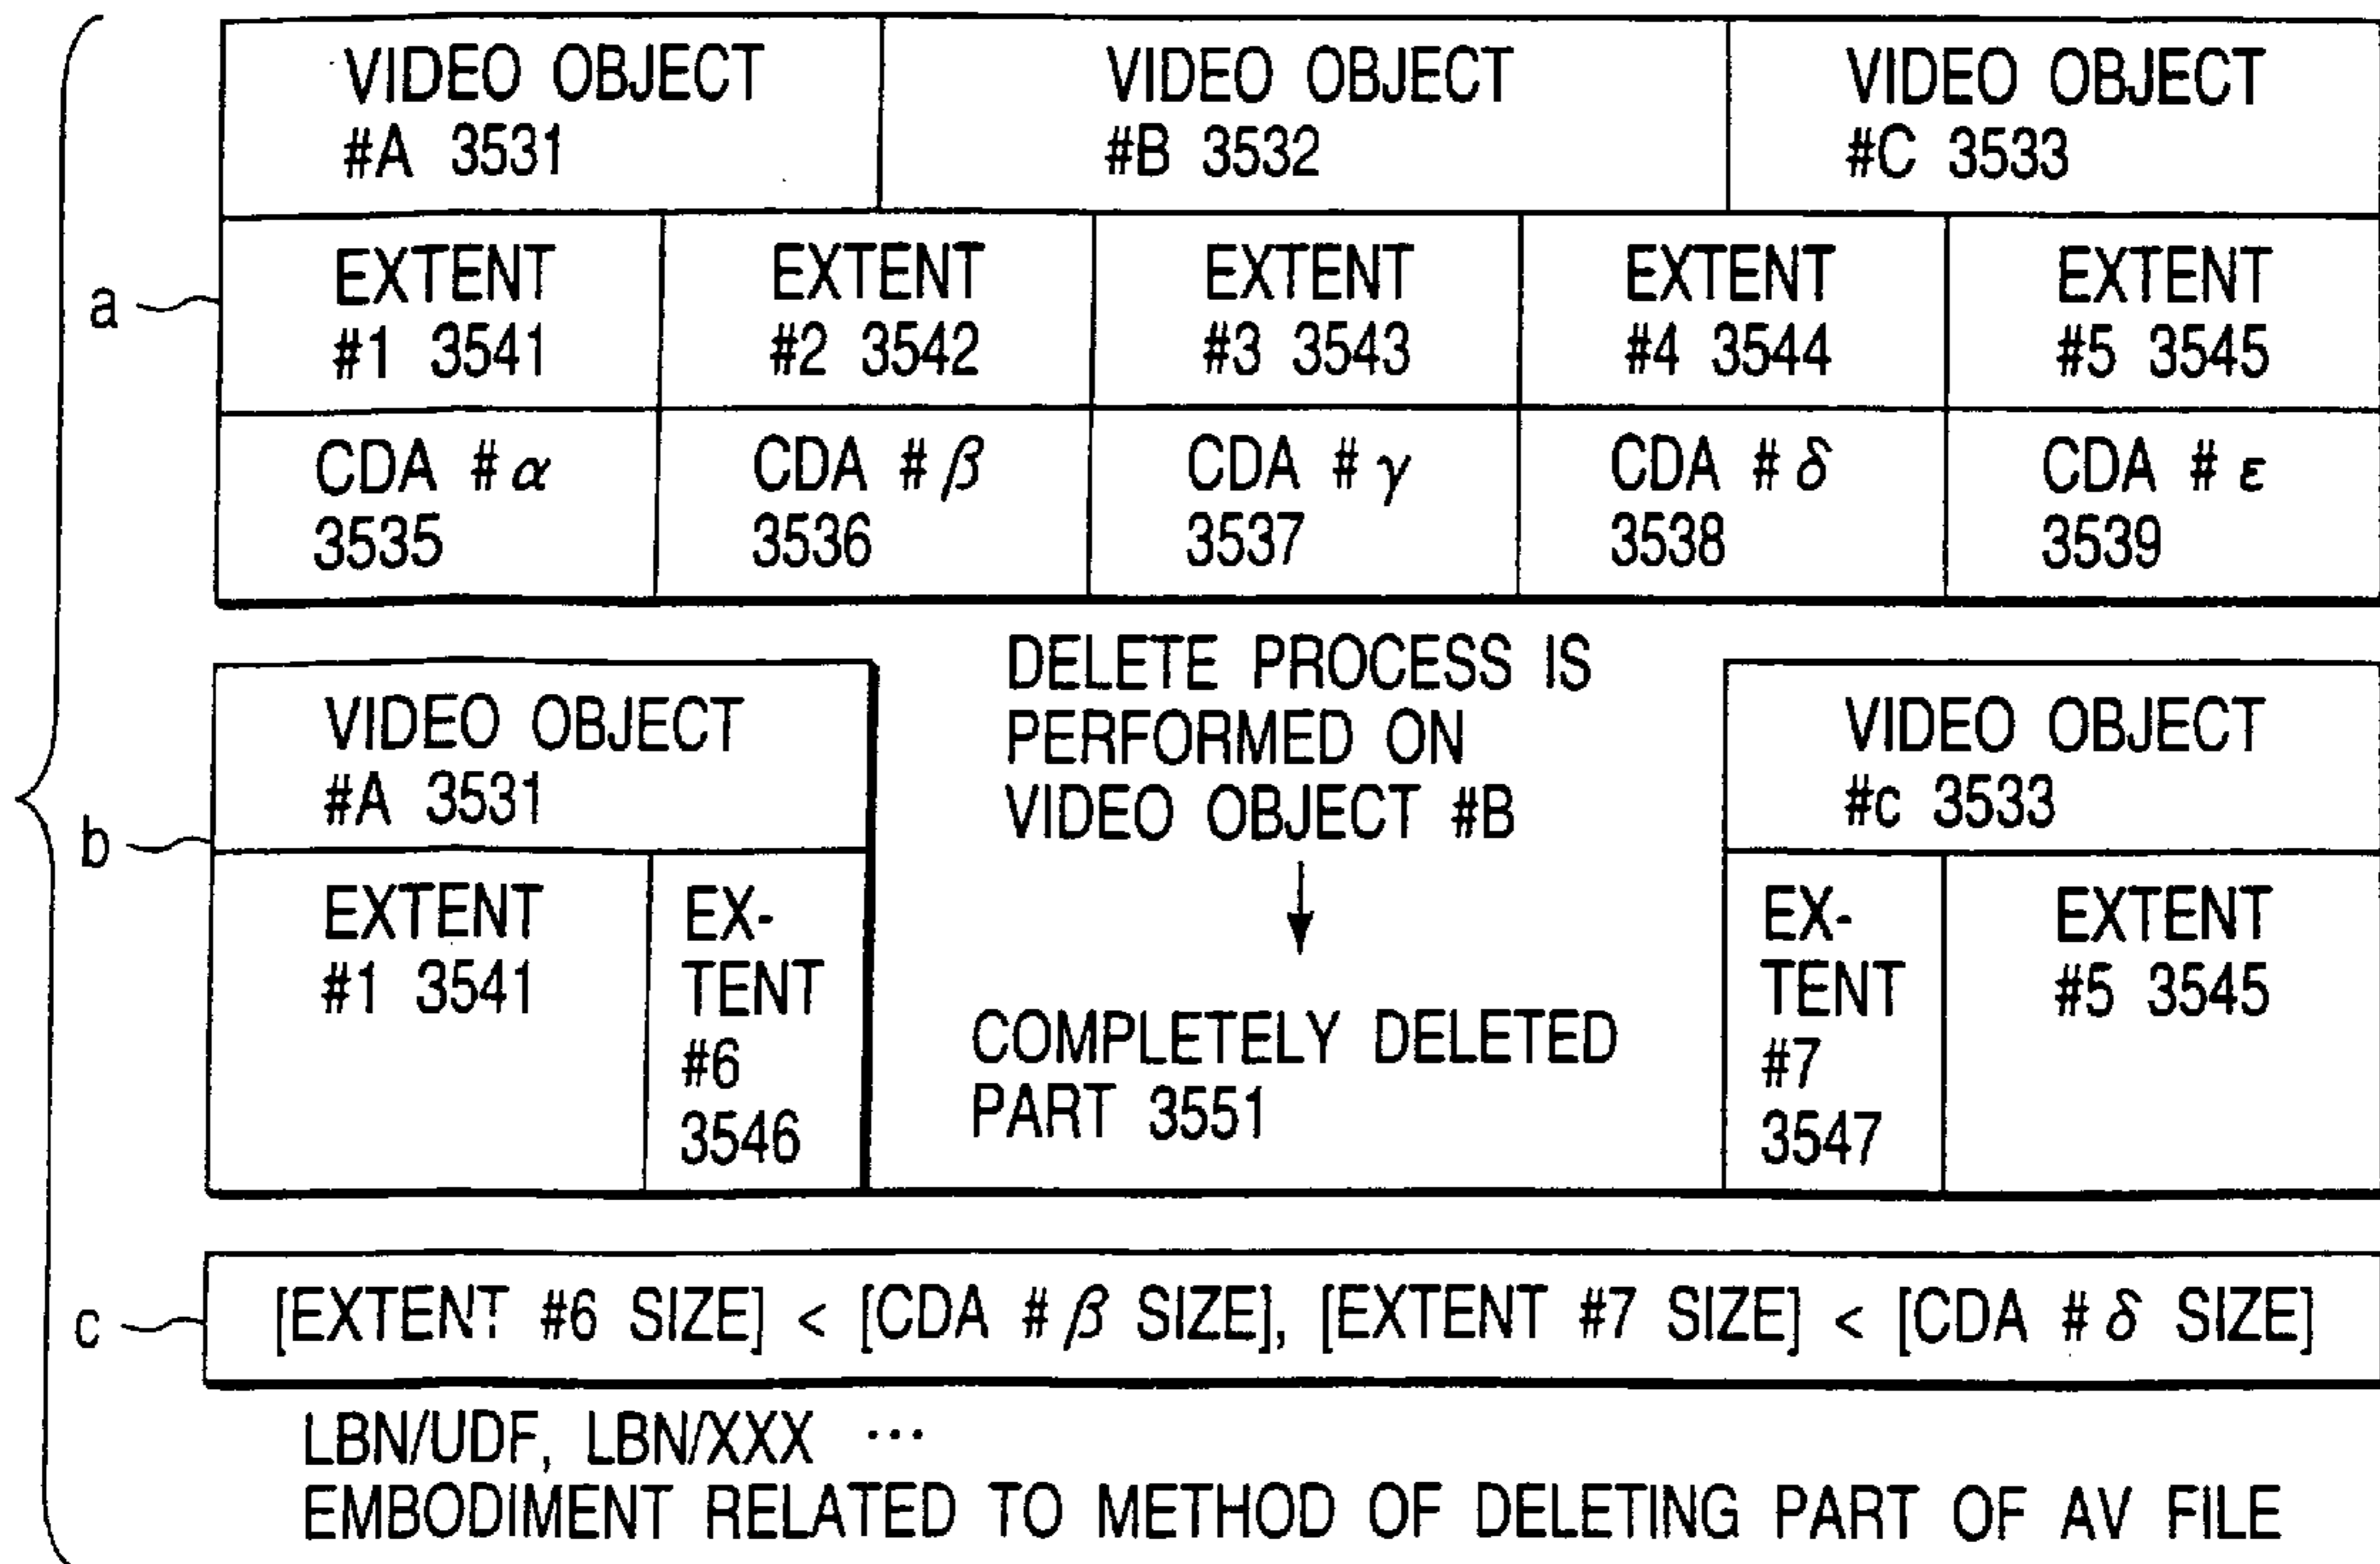 VIDEO OBJECT
#A 3531
VIDEO OBJECT
#B 3532
VIDEO OBJECT
#C 3533
a
EXTENT
#1 3541
EXTENT
#2 3542
EXTENT
#3 3543
EXTENT
#4 3544
EXTENT
#5 3545
CDA #α
3535
CDA #β
3536
CDA #γ
3537
CDA #δ
3538
CDA #ε
3539
b
VIDEO OBJECT
#A 3531
EXTENT
#1 3541
EX-
TENT
#6
3546
DELETE PROCESS IS
PERFORMED ON
VIDEO OBJECT #B
COMPLETELY DELETED
PART 3551
VIDEO OBJECT
#c 3533
EX-
TENT
#7
3547
EXTENT
#5 3545
c
[EXTENT #6 SIZE] < [CDA #β SIZE], [EXTENT #7 SIZE] < [CDA #δ SIZE]
LBN/UDF, LBN/XXX ···
EMBODIMENT RELATED TO METHOD OF DELETING PART OF AV FILE